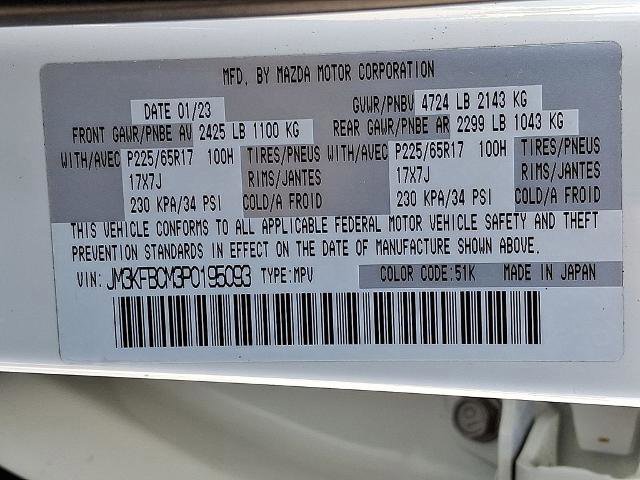 MFD. BY MAZDA MOTOR CORPORATION
DATE 01/23 GVWR/PNBV 4724 LB 2143 KG
FRONT GAWR/PNBE AV 2425 LB 1100 KG REAR GAWR/PNBE AR 2299 LB 1043 KG
WITH/AVEC P225/65R17 100H TIRES/PNEUS WITH/AVEC P225/65R17 100H TIRES/PNEUS
17X7J RIMS/JANTES 17X7J RIMS/JANTES
230 KPA/34 PSI COLD/A FROID 230 KPA/34 PSI COLD/A FROID
THIS VEHICLE CONFORMS TO ALL APPLICABLE FEDERAL MOTOR VEHICLE SAFETY AND THEFT
PREVENTION STANDARDS IN EFFECT ON THE DATE OF MANUFACTURE SHOWN ABOVE.
VIN: JM3KFBCM3P0195093 TYPE:MPV COLOR CODE:51K MADE IN JAPAN